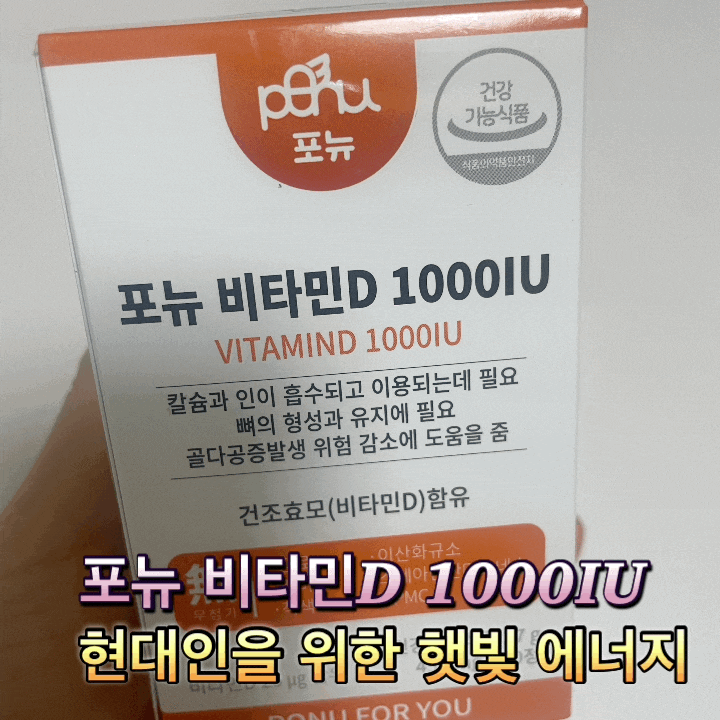 ponu
포뉴
건강
기능식품
식품의약품안전처
포뉴 비타민D 1000IU
VITAMIND 1000IU
칼슘과 인이 흡수되고 이용되는데 필요
뼈의 형성과 유지에 필요
골다공증발생 위험 감소에 도움을 줌
건조효모(비타민D)함유
·이산화규소
포뉴 비타민D 1000IU
현대인을 위한 햇빛 에너지
PONU FOR YOU